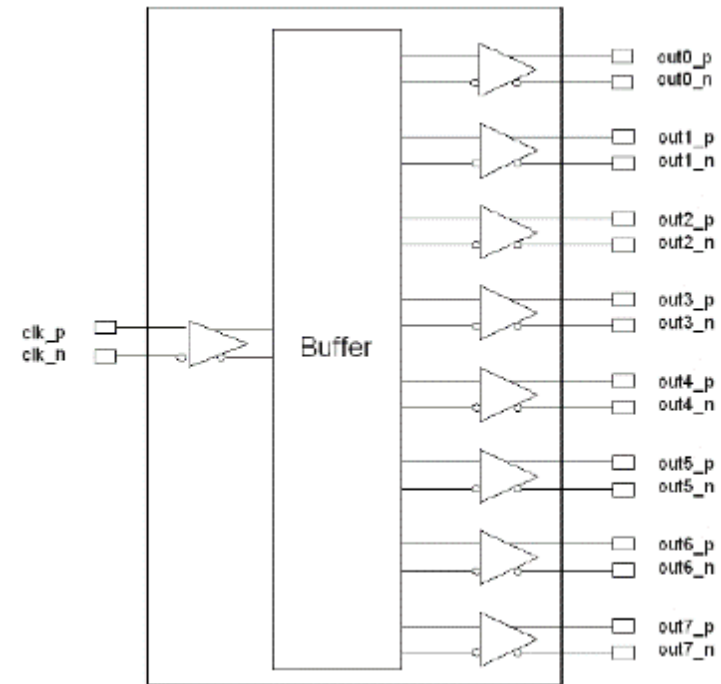 out0_p
out0_n
out1_p
out1_n
out2_p
out2_n
out3_p
out3_n
clk_p
clk_n
Buffer
out4_p
out4_n
out5_p
out5_n
out6_p
out6_n
out7_p
out7_n